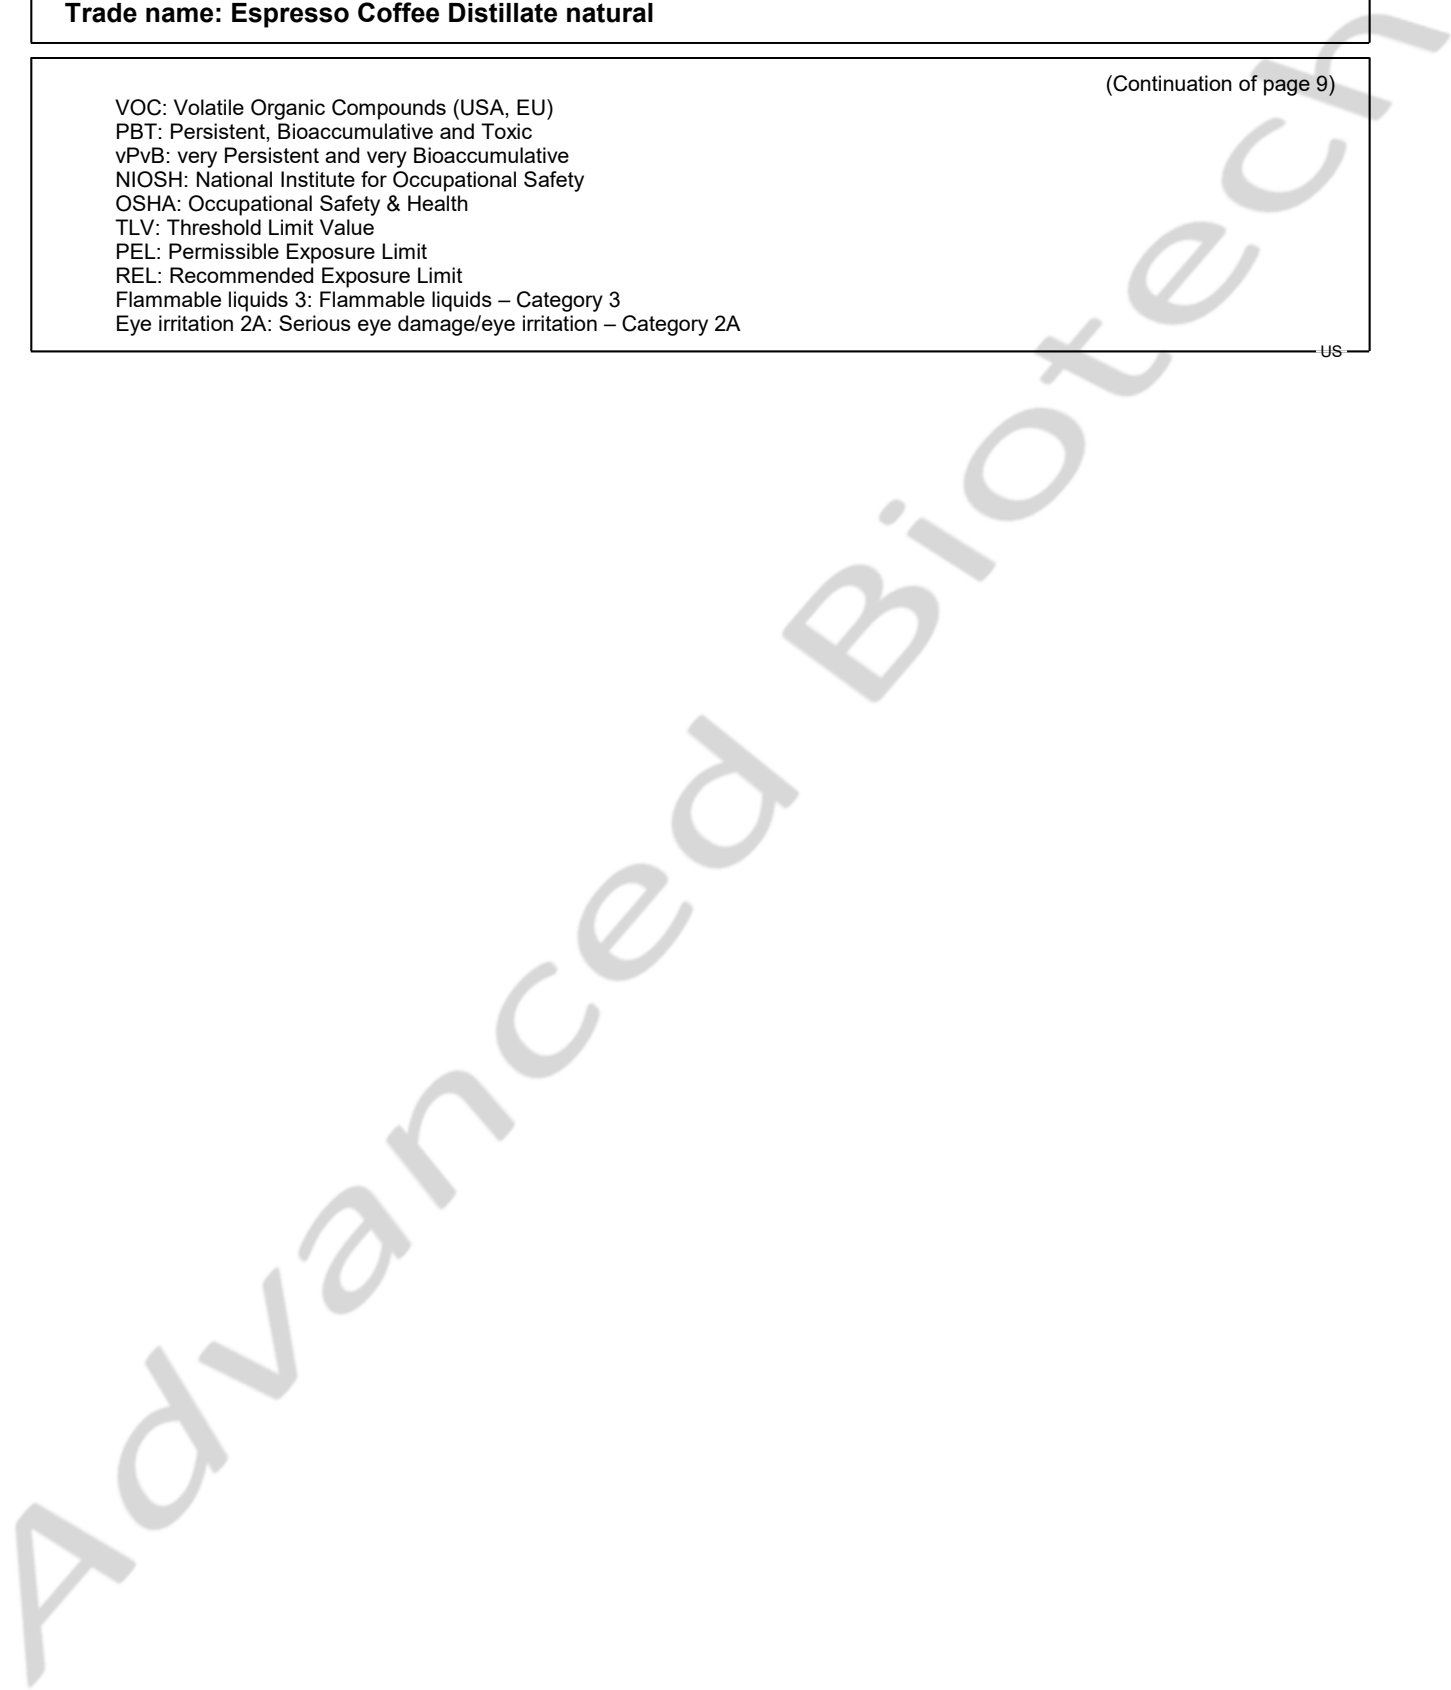 Trade name: Espresso Coffee Distillate natural
(Continuation of page 9)
VOC: Volatile Organic Compounds (USA, EU)
PBT: Persistent, Bioaccumulative and Toxic
vPvB: very Persistent and very Bioaccumulative
NIOSH: National Institute for Occupational Safety
OSHA: Occupational Safety & Health
TLV: Threshold Limit Value
PEL: Permissible Exposure Limit
REL: Recommended Exposure Limit
Flammable liquids 3: Flammable liquids – Category 3
Eye irritation 2A: Serious eye damage/eye irritation – Category 2A
US
Advanced Biotech